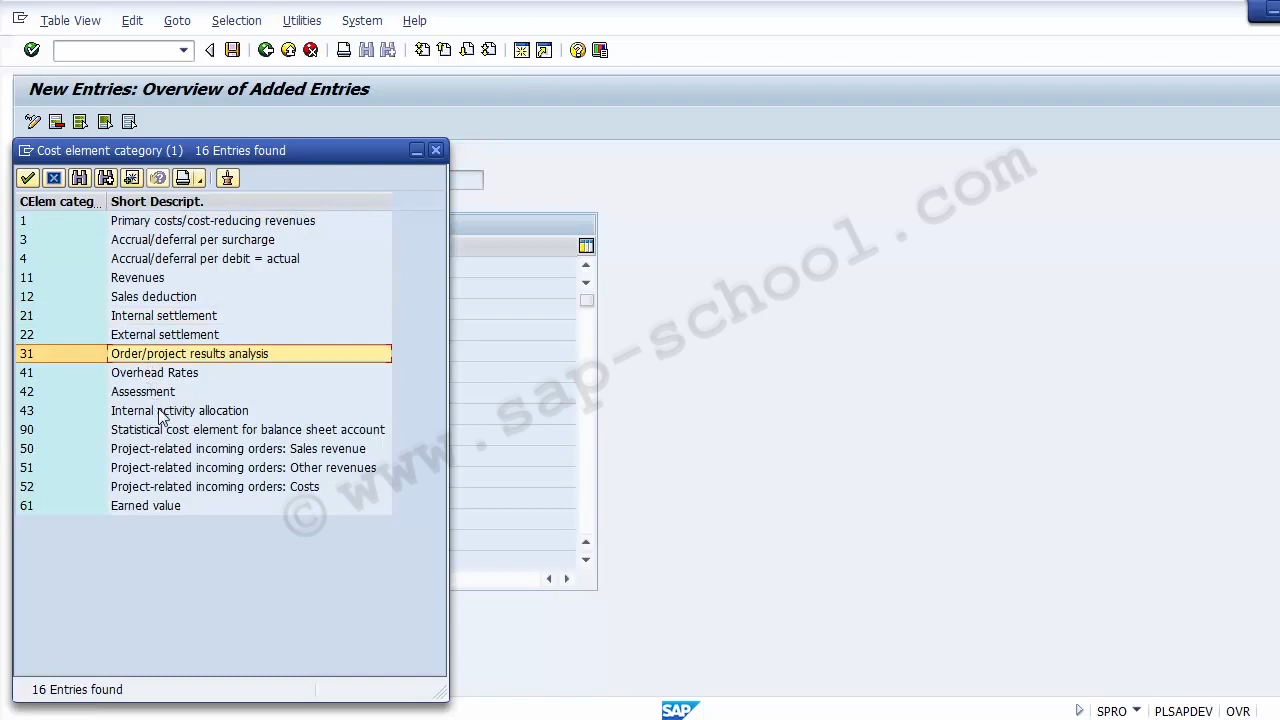 Table View Edit Goto Selection Utilities System Help
New Entries: Overview of Added Entries
Cost element category (1) 16 Entries found
CElem categ... Short Descript.
1 Primary costs/cost-reducing revenues
3 Accrual/deferral per surcharge
4 Accrual/deferral per debit = actual
11 Revenues
12 Sales deduction
21 Internal settlement
22 External settlement
31 Order/project results analysis
41 Overhead Rates
42 Assessment
43 Internal activity allocation
90 Statistical cost element for balance sheet account
50 Project-related incoming orders: Sales revenue
51 Project-related incoming orders: Other revenues
52 Project-related incoming orders: Costs
61 Earned value
16 Entries found
© www.sap-school.com
SAP
SPRO PLSAPDEV OVR